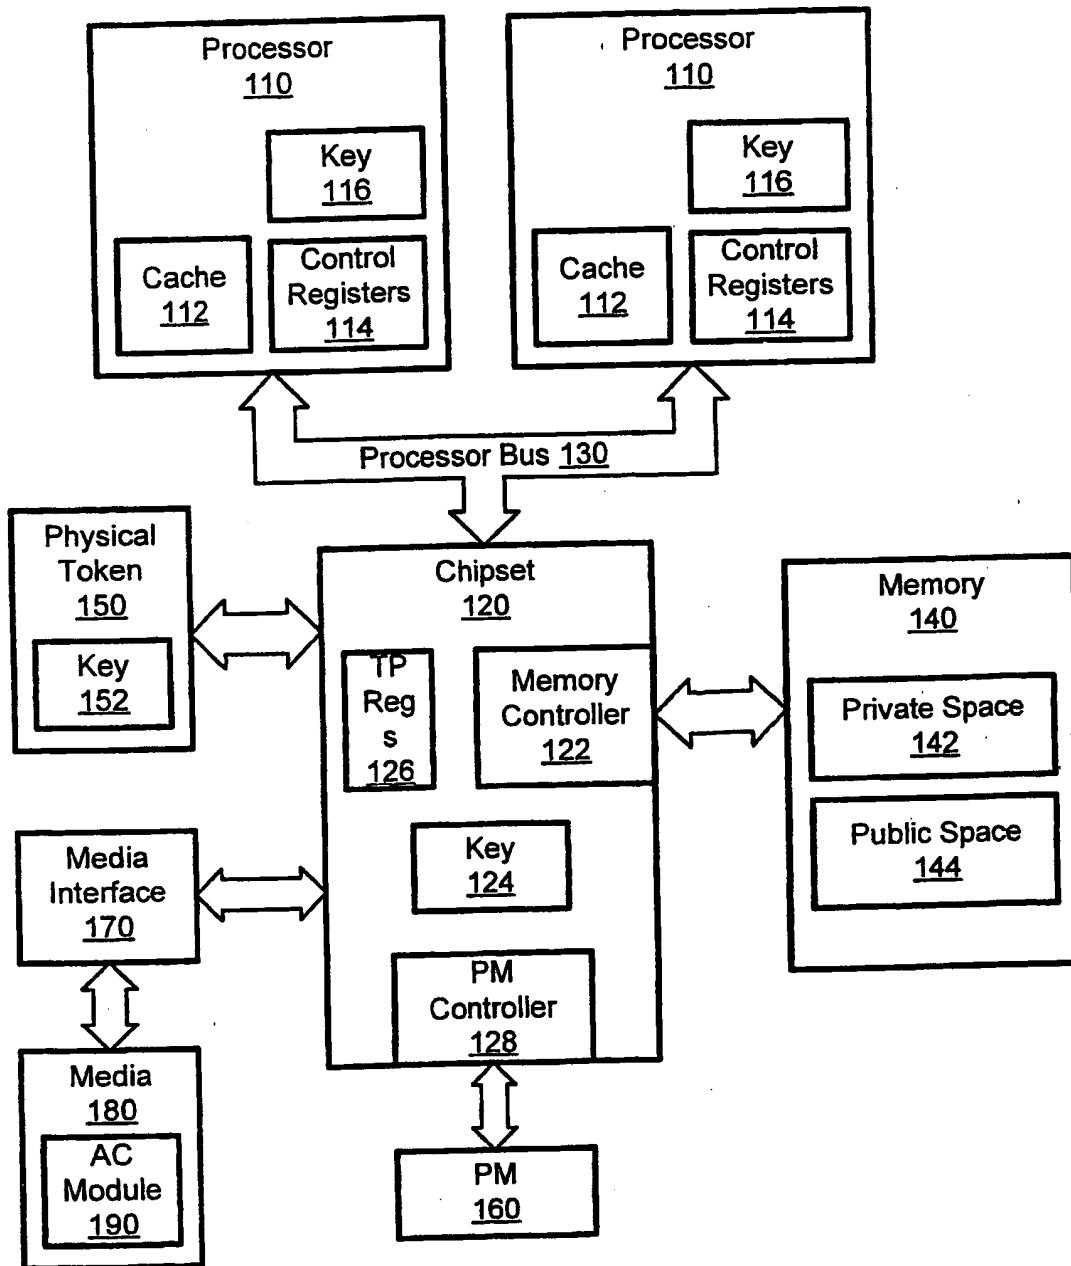 Processor
110
Key
116
Cache
112
Control
Registers
114
Processor
110
Key
116
Cache
112
Control
Registers
114
Processor Bus 130
Physical
Token
150
Key
152
Chipset
120
TP
Reg
s
126
Memory
Controller
122
Key
124
PM
Controller
128
Memory
140
Private Space
142
Public Space
144
Media
Interface
170
Media
180
AC
Module
190
PM
160